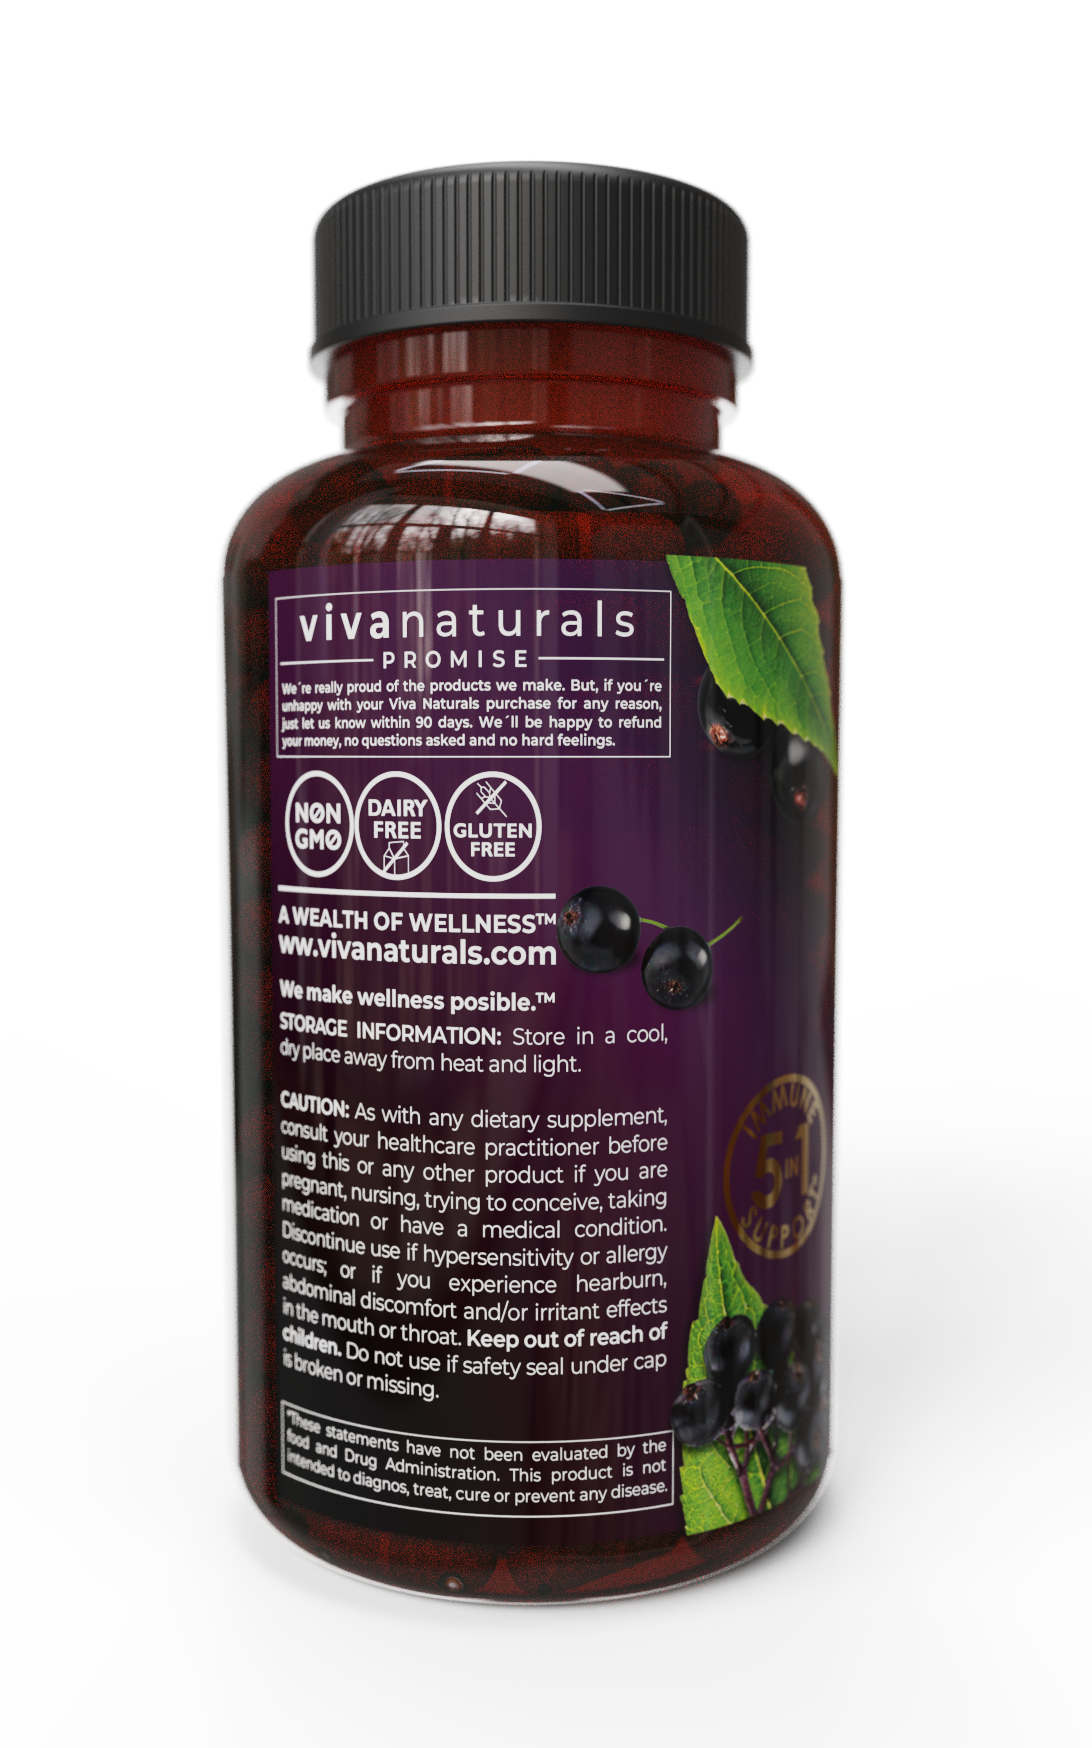 vivanaturals
PROMISE
We´re really proud of the products we make. But, if you´re
unhappy with your Viva Naturals purchase for any reason,
just let us know within 90 days. We´ll be happy to refund
your money, no questions asked and no hard feelings.
NØN
GMØ
DAIRY
FREE
GLUTEN
FREE
A WEALTH OF WELLNESS™
ww.vivanaturals.com
We make wellness posible.™
STORAGE INFORMATION: Store in a cool,
dry place away from heat and light.
CAUTION: As with any dietary supplement,
consult your healthcare practitioner before
using this or any other product if you are
pregnant, nursing, trying to conceive, taking
medication or have a medical condition.
Discontinue use if hypersensitivity or allergy
occurs; or if you experience hearburn,
abdominal discomfort and/or irritant effects
in the mouth or throat. Keep out of reach of
children. Do not use if safety seal under cap
is broken or missing.
IMMUNE
5 IN 1
SUPPORT
*These statements have not been evaluated by the
food and Drug Administration. This product is not
intended to diagnos, treat, cure or prevent any disease.